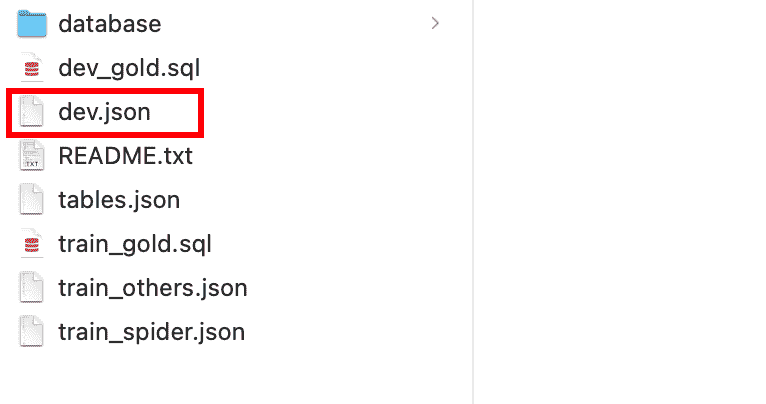 database
dev_gold.sql
dev.json
README.txt
tables.json
train_gold.sql
train_others.json
train_spider.json